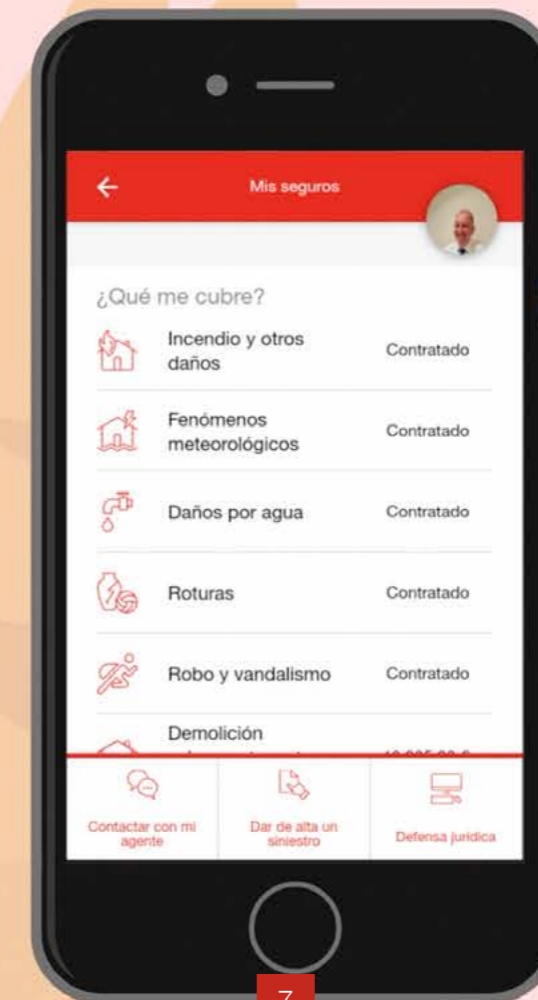 Mis seguros
¿Qué me cubre?
Incendio y otros
daños
Contratado
Fenómenos
meteorológicos
Contratado
Daños por agua
Contratado
Roturas
Contratado
Robo y vandalismo
Contratado
Demolición
Contactar con mi
agente
Dar de alta un
siniestro
Defensa jurídica
7